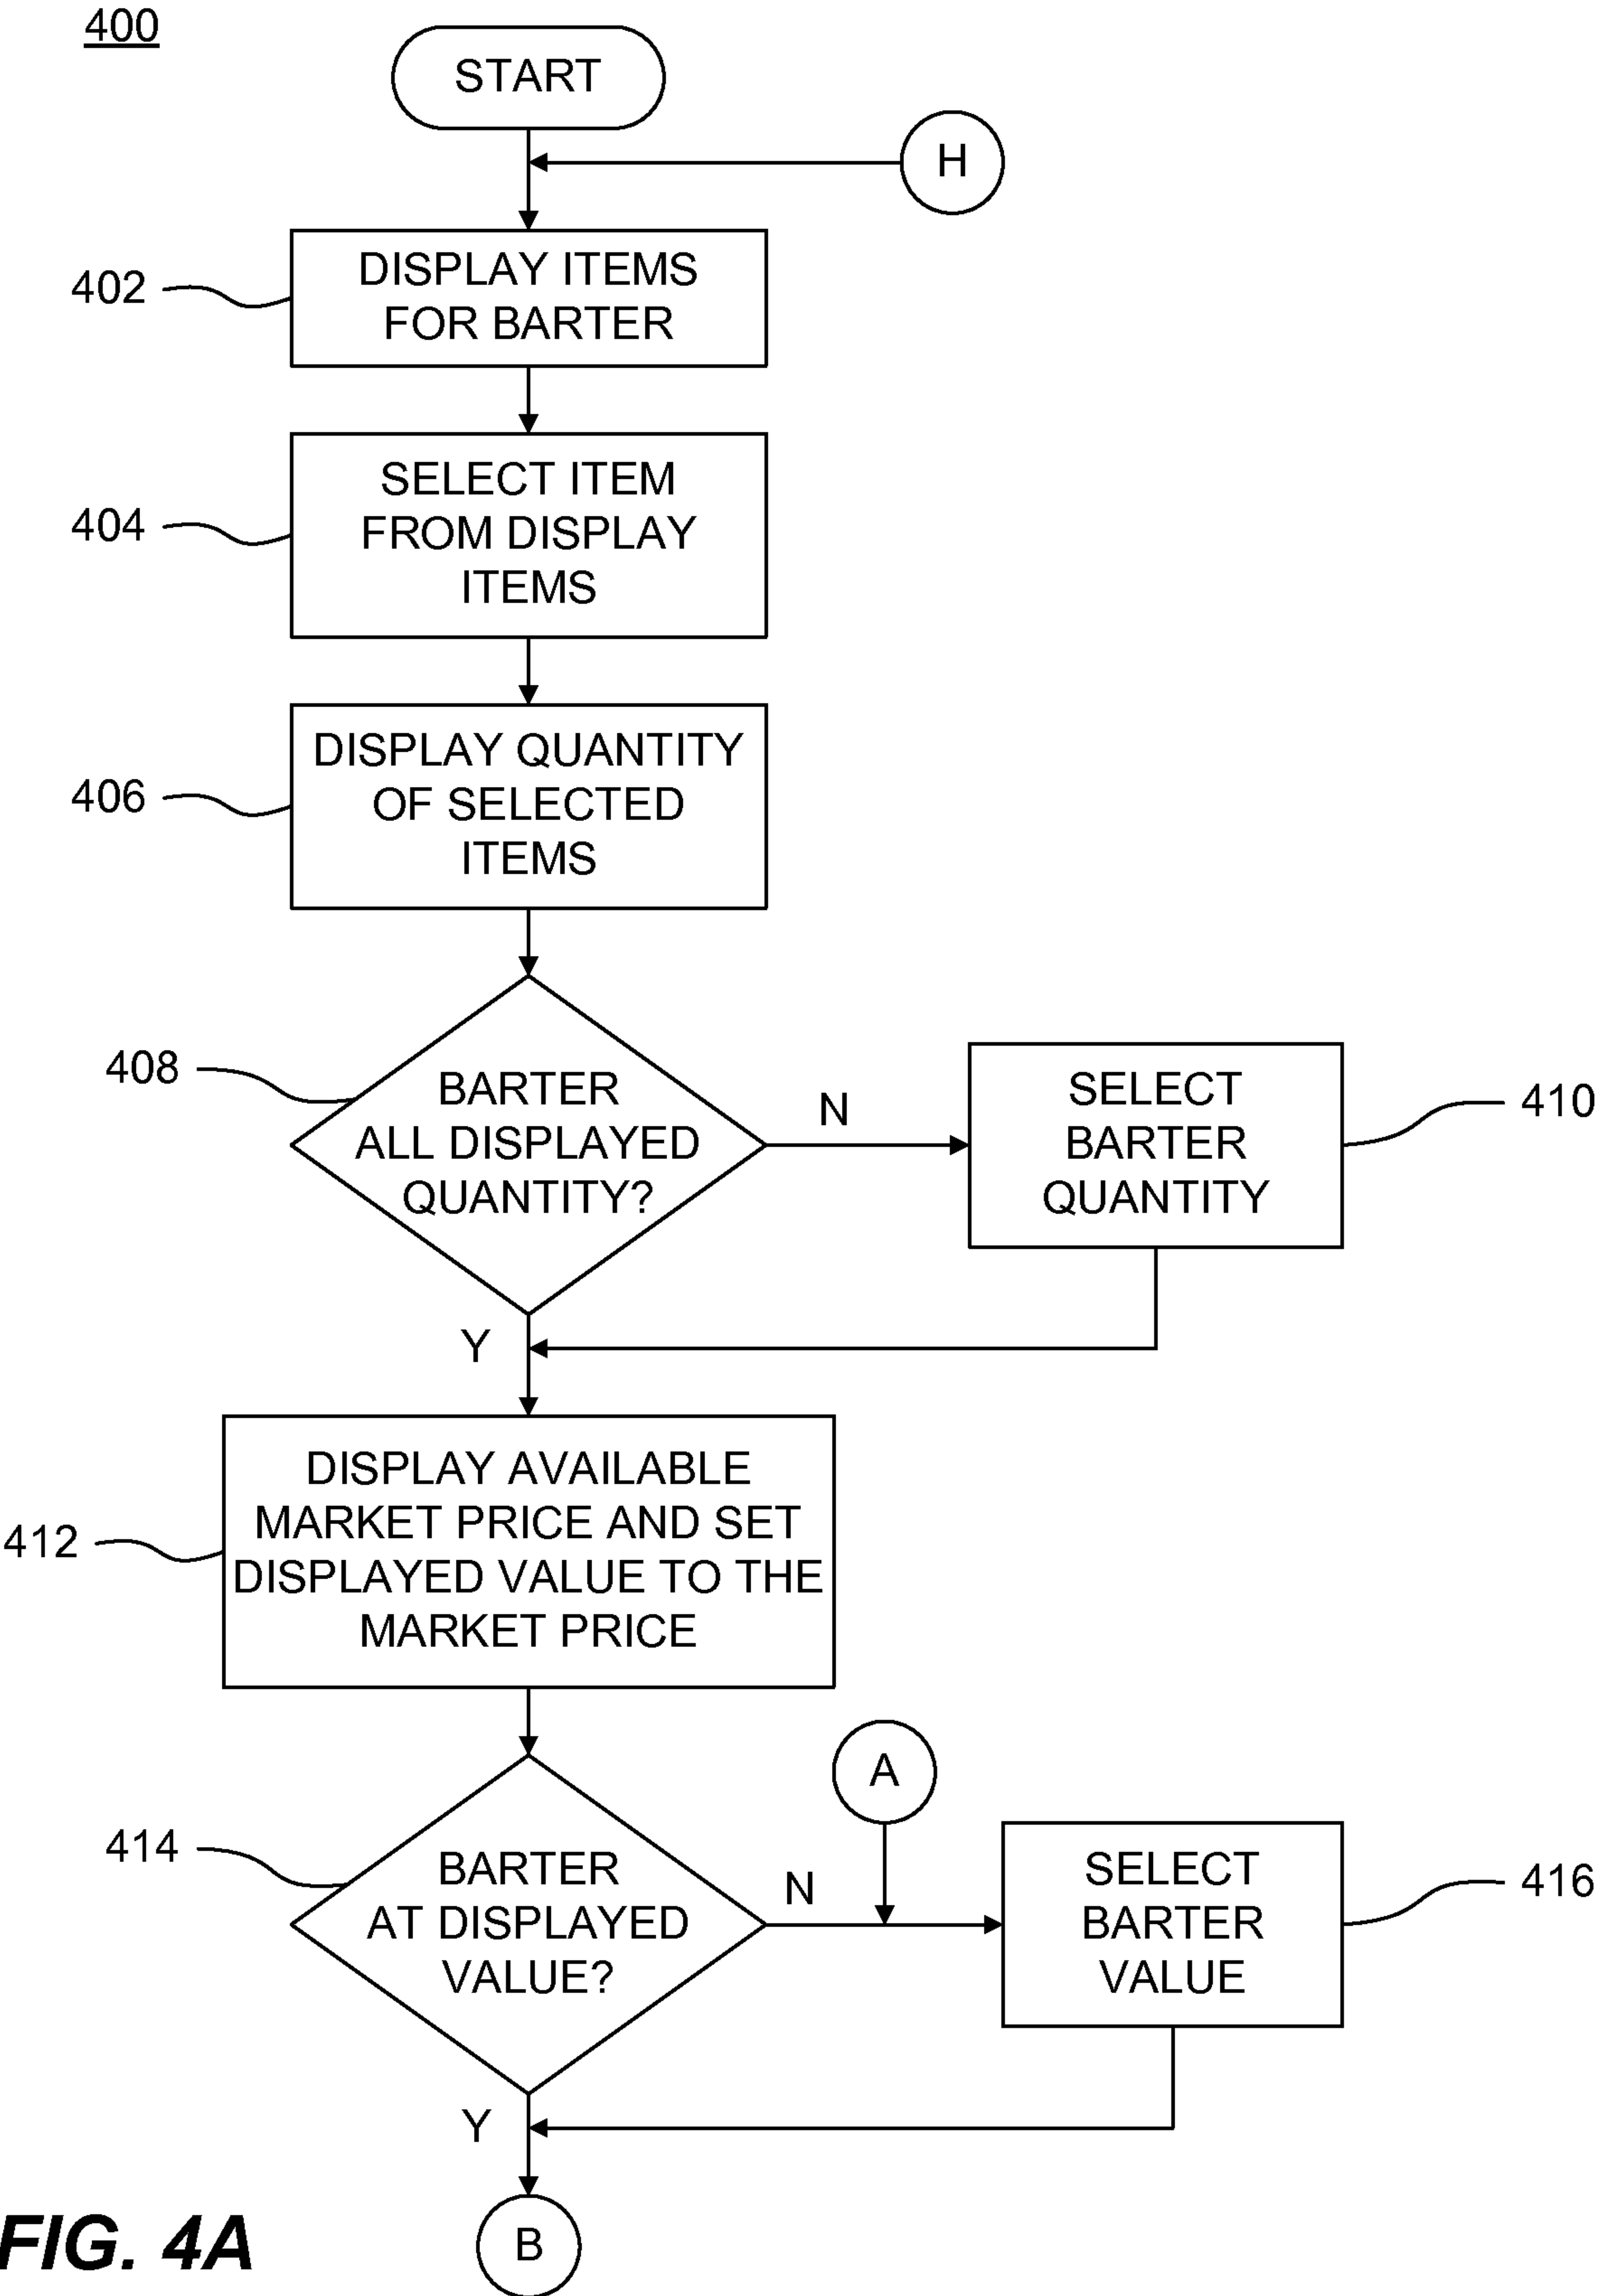 400
START
H
402
DISPLAY ITEMS
FOR BARTER
404
SELECT ITEM
FROM DISPLAY
ITEMS
406
DISPLAY QUANTITY
OF SELECTED
ITEMS
408
BARTER
ALL DISPLAYED
QUANTITY?
N
SELECT
BARTER
QUANTITY
410
Y
412
DISPLAY AVAILABLE
MARKET PRICE AND SET
DISPLAYED VALUE TO THE
MARKET PRICE
A
414
BARTER
AT DISPLAYED
VALUE?
N
SELECT
BARTER
VALUE
416
Y
B
FIG. 4A